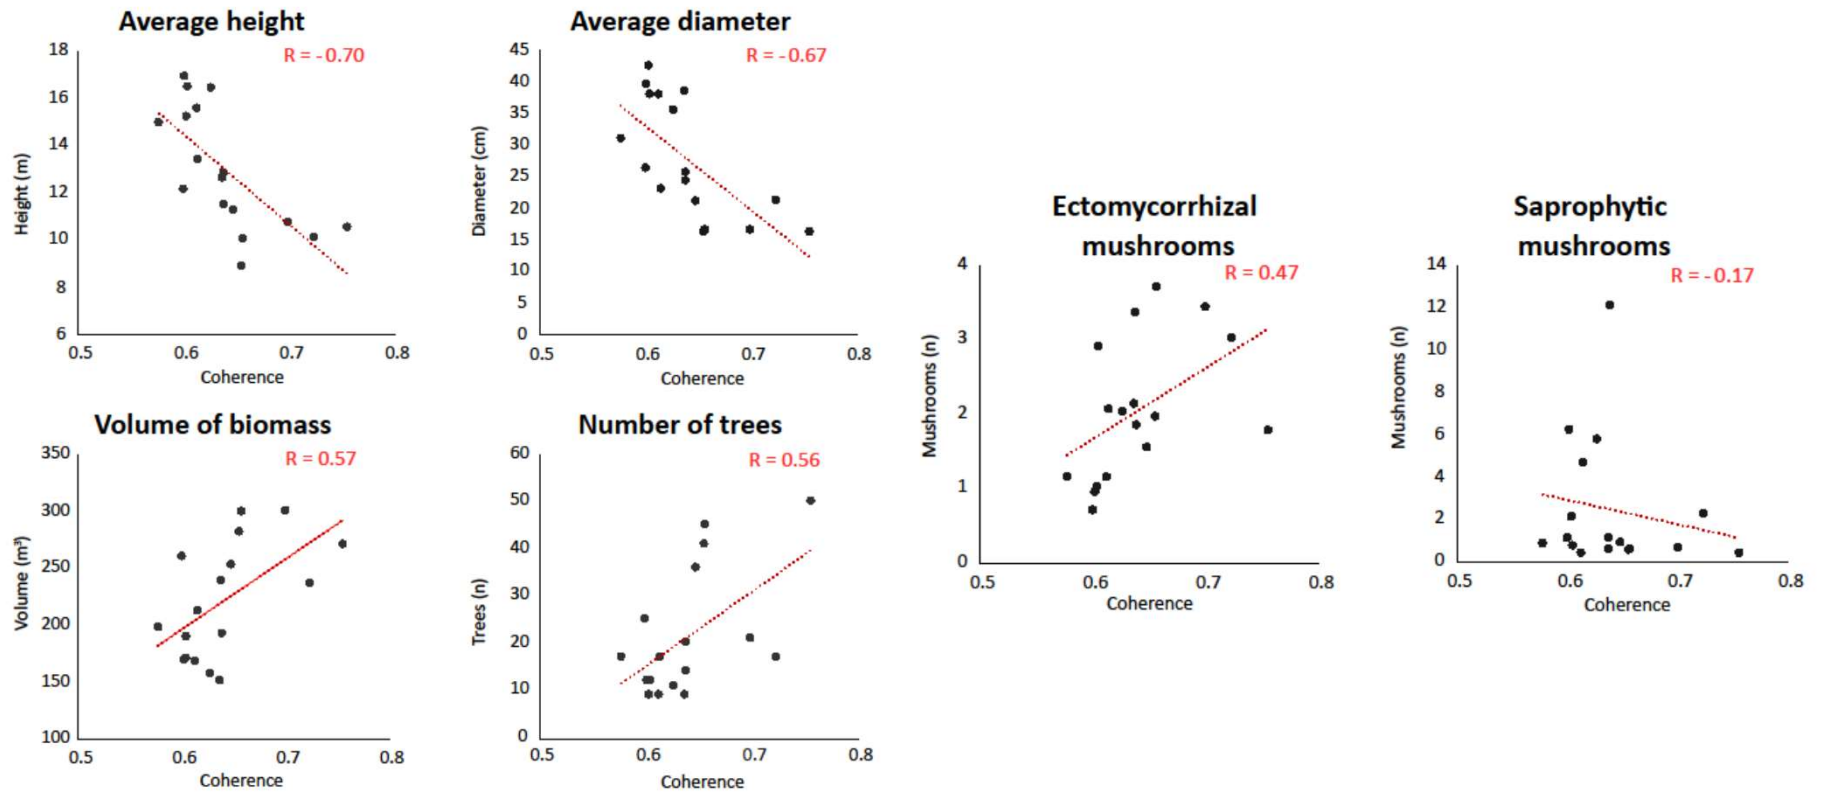 Average height
R = -0.70
Height (m)
18
16
14
12
10
8
6
0.5 0.6 0.7 0.8
Coherence
Average diameter
R = -0.67
Diameter (cm)
45
40
35
30
25
20
15
10
5
0
0.5 0.6 0.7 0.8
Coherence
Volume of biomass
R = 0.57
Volume (m³)
350
300
250
200
150
100
0.5 0.6 0.7 0.8
Coherence
Number of trees
R = 0.56
Trees (n)
60
50
40
30
20
10
0
0.5 0.6 0.7 0.8
Coherence
Ectomycorrhizal
mushrooms
R = 0.47
Mushrooms (n)
4
3
2
1
0
0.5 0.6 0.7 0.8
Coherence
Saprophytic
mushrooms
R = -0.17
Mushrooms (n)
14
12
10
8
6
4
2
0
0.5 0.6 0.7 0.8
Coherence